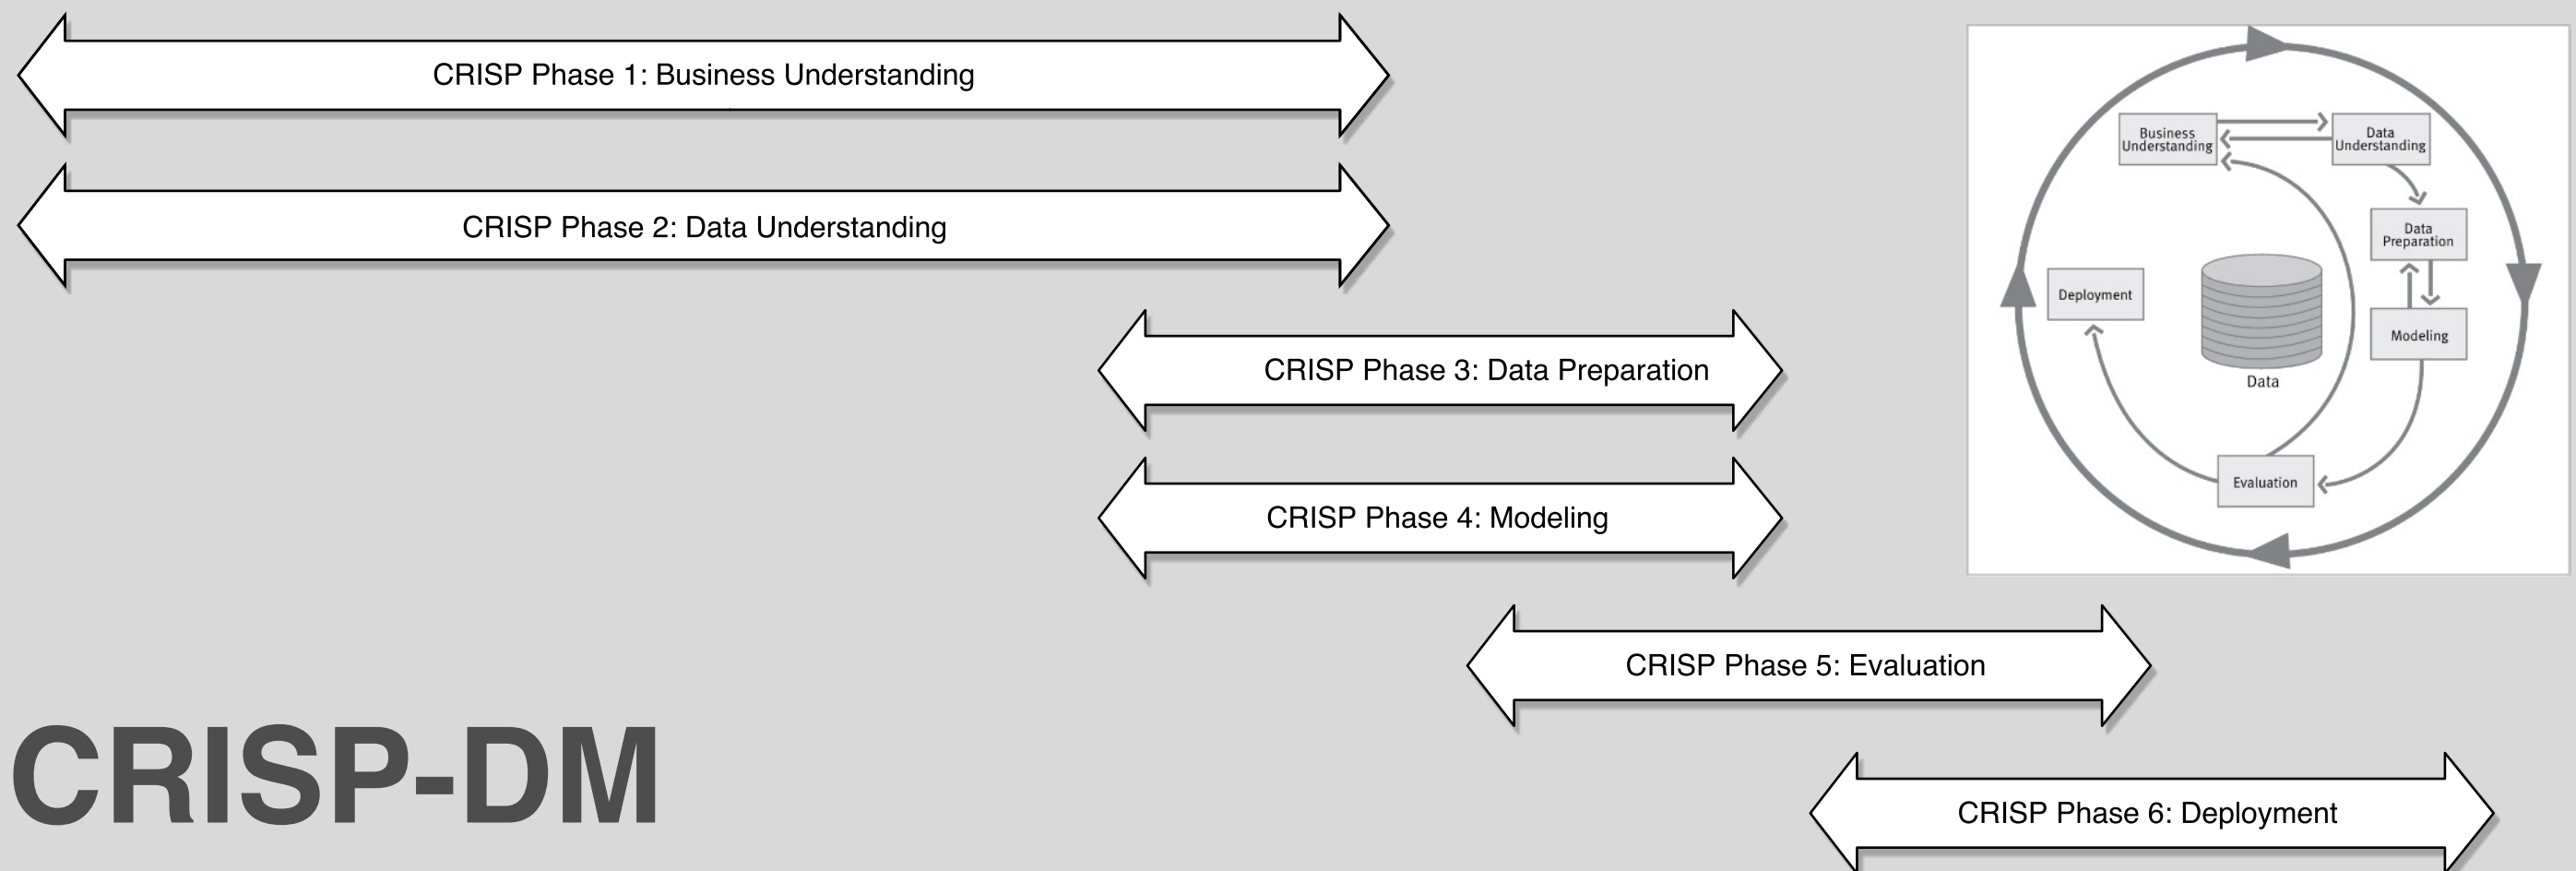 CRISP Phase 1: Business Understanding
CRISP Phase 2: Data Understanding
CRISP Phase 3: Data Preparation
CRISP Phase 4: Modeling
CRISP Phase 5: Evaluation
CRISP Phase 6: Deployment
CRISP-DM
Business
Understanding
Data
Understanding
Data
Preparation
Deployment
Modeling
Data
Evaluation